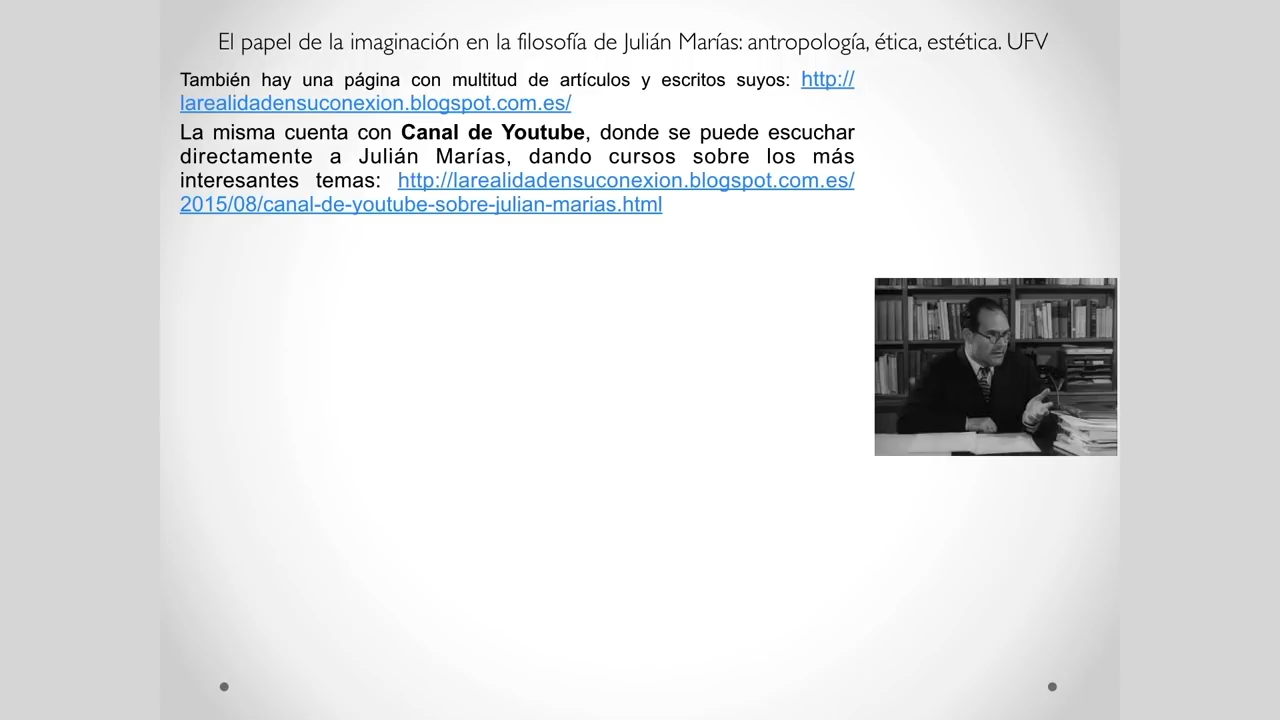 El papel de la imaginación en la filosofía de Julián Marías: antropología, ética, estética. UFV
También hay una página con multitud de artículos y escritos suyos: http://
larealidadensuconexion.blogspot.com.es/
La misma cuenta con Canal de Youtube, donde se puede escuchar
directamente a Julián Marías, dando cursos sobre los más
interesantes temas: http://larealidadensuconexion.blogspot.com.es/
2015/08/canal-de-youtube-sobre-julian-marias.html